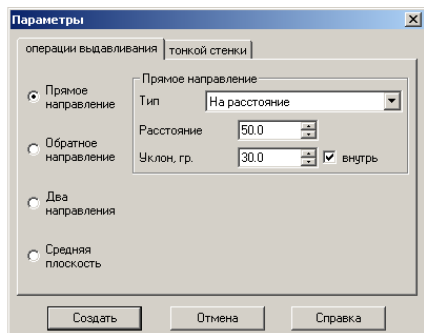 Параметры
операции выдавливания
тонкой стенки
Прямое
направление
Обратное
направление
Два
направления
Средняя
плоскость
Прямое направление
Тип На расстояние
Расстояние 50.0
Уклон, гр. 30.0 внутрь
Создать Отмена Справка